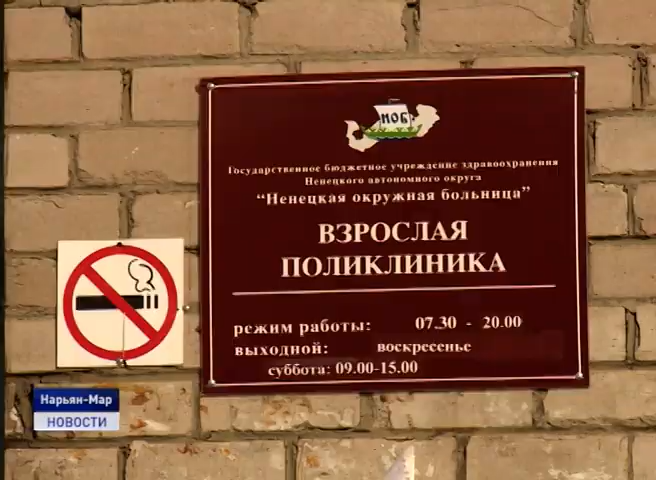 НОБ
Государственное бюджетное учреждение здравоохранения
Ненецкого автономного округа
"Ненецкая окружная больница"
ВЗРОСЛАЯ
ПОЛИКЛИНИКА
режим работы: 07.30 - 20.00
выходной: воскресенье
суббота: 09.00-15.00
Нарьян-Мар
НОВОСТИ